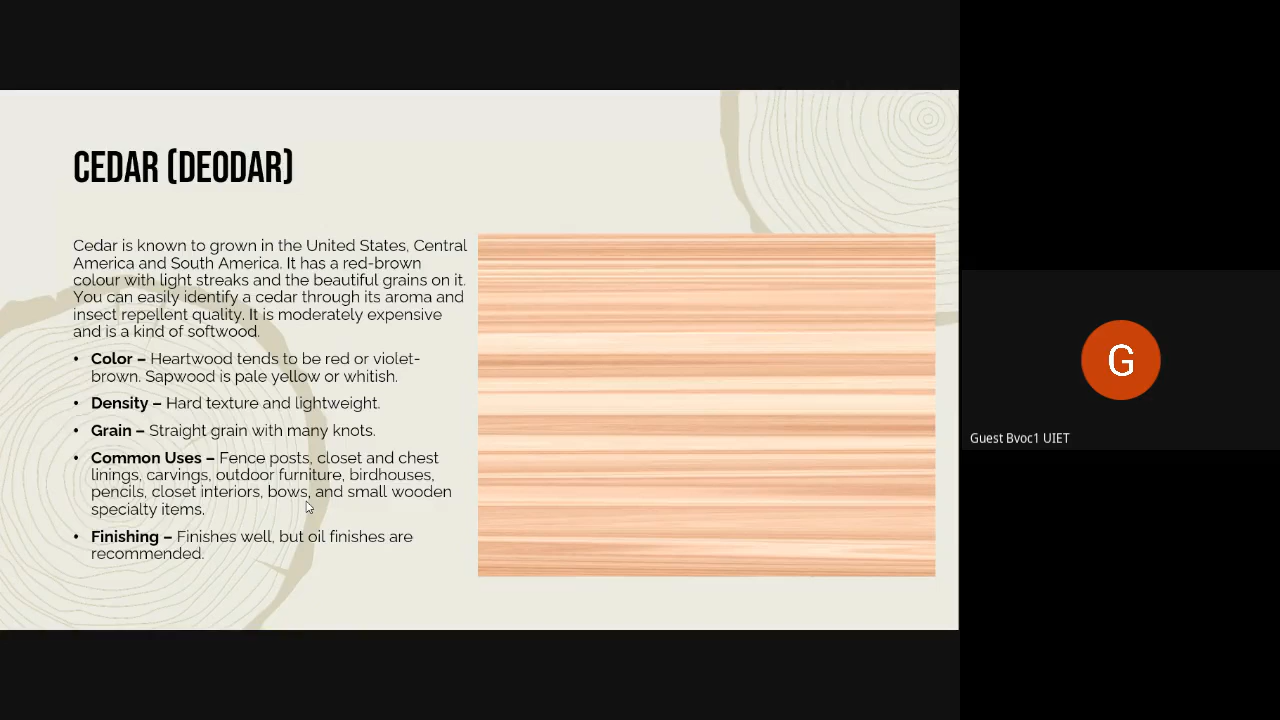 CEDAR (DEODAR)
Cedar is known to grown in the United States, Central
America and South America. It has a red-brown
colour with light streaks and the beautiful grains on it.
You can easily identify a cedar through its aroma and
insect repellent quality. It is moderately expensive
and is a kind of softwood.
• Color – Heartwood tends to be red or violet-
brown. Sapwood is pale yellow or whitish.
• Density – Hard texture and lightweight.
• Grain – Straight grain with many knots.
• Common Uses – Fence posts, closet and chest
linings, carvings, outdoor furniture, birdhouses,
pencils, closet interiors, bows, and small wooden
specialty items.
• Finishing – Finishes well, but oil finishes are
recommended.
G
Guest Bvoc1 UIET